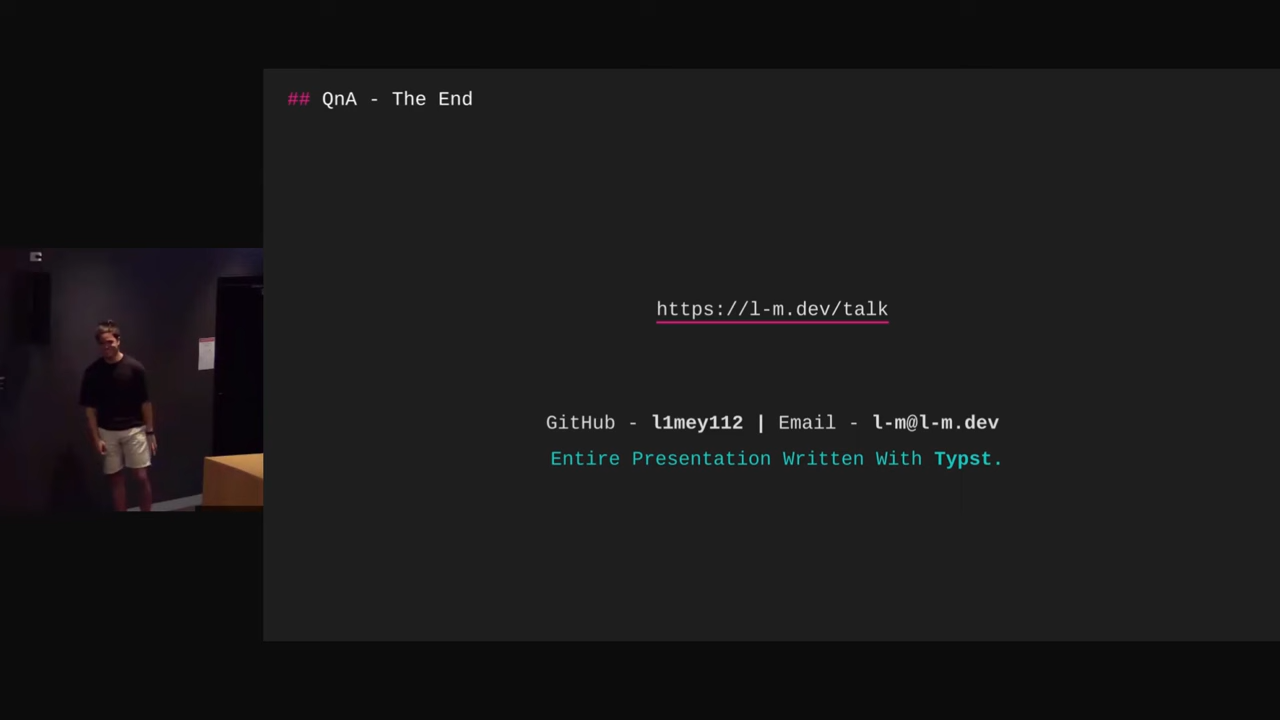 ## QnA - The End
https://l-m.dev/talk
GitHub - l1mey112 | Email - l-m@l-m.dev
Entire Presentation Written With Typst.